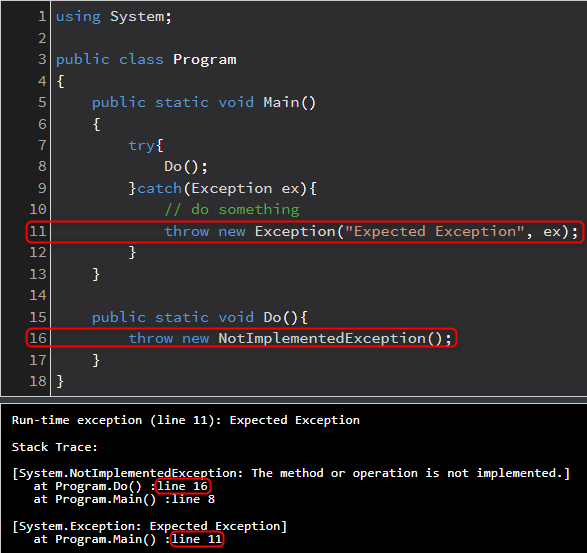 1 using System;
2
3 public class Program
4 {
5     public static void Main()
6     {
7         try{
8             Do();
9         }catch(Exception ex){
10             // do something
11             throw new Exception("Expected Exception", ex);
12         }
13     }
14
15     public static void Do(){
16         throw new NotImplementedException();
17     }
18 }
Run-time exception (line 11): Expected Exception
Stack Trace:
[System.NotImplementedException: The method or operation is not implemented.]
   at Program.Do() :line 16
   at Program.Main() :line 8
[System.Exception: Expected Exception]
   at Program.Main() :line 11